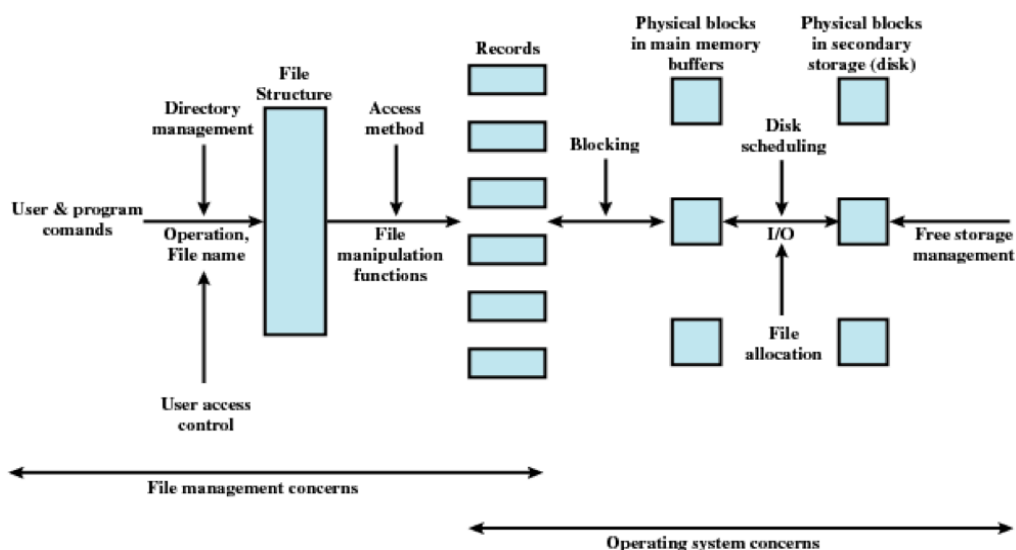 Physical blocks
in main memory
buffers
Physical blocks
in secondary
storage (disk)
Records
File
Structure
Directory
management
Access
method
Blocking
Disk
scheduling
User & program
comands
Operation,
File name
File
manipulation
functions
I/O
Free storage
management
File
allocation
User access
control
File management concerns
Operating system concerns